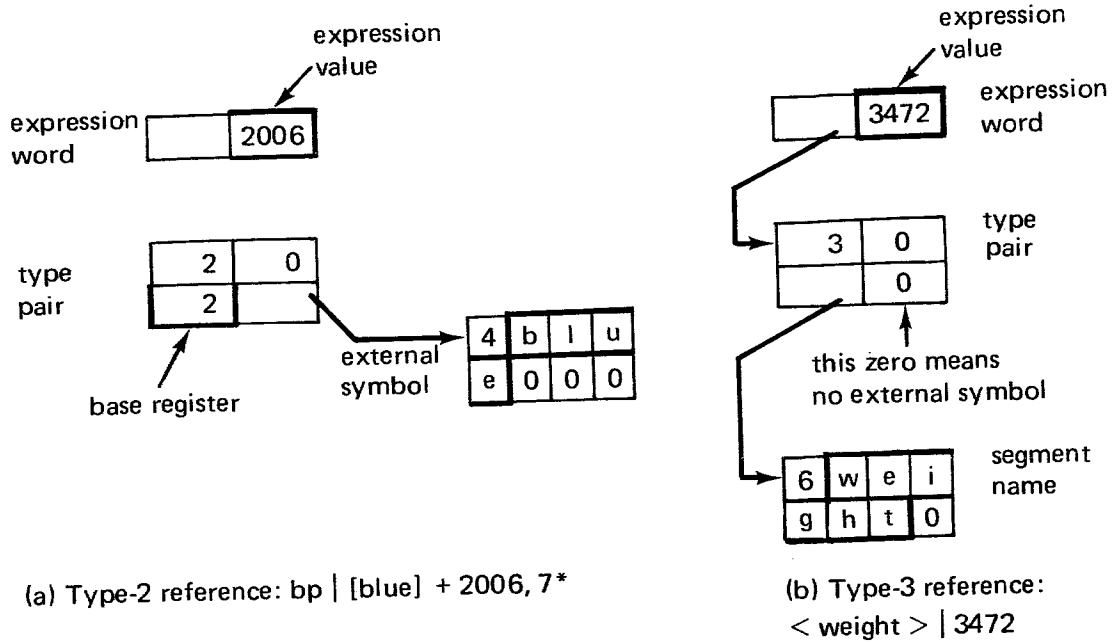 expression
value
expression
word
2006
type
pair
2 0
2
base register
external
symbol
4 b l u
e 0 0 0
(a) Type-2 reference: bp | [blue] + 2006, 7*
expression
value
3472
expression
word
3 0
0
type
pair
this zero means
no external symbol
6 w e i
g h t 0
segment
name
(b) Type-3 reference:
< weight > | 3472